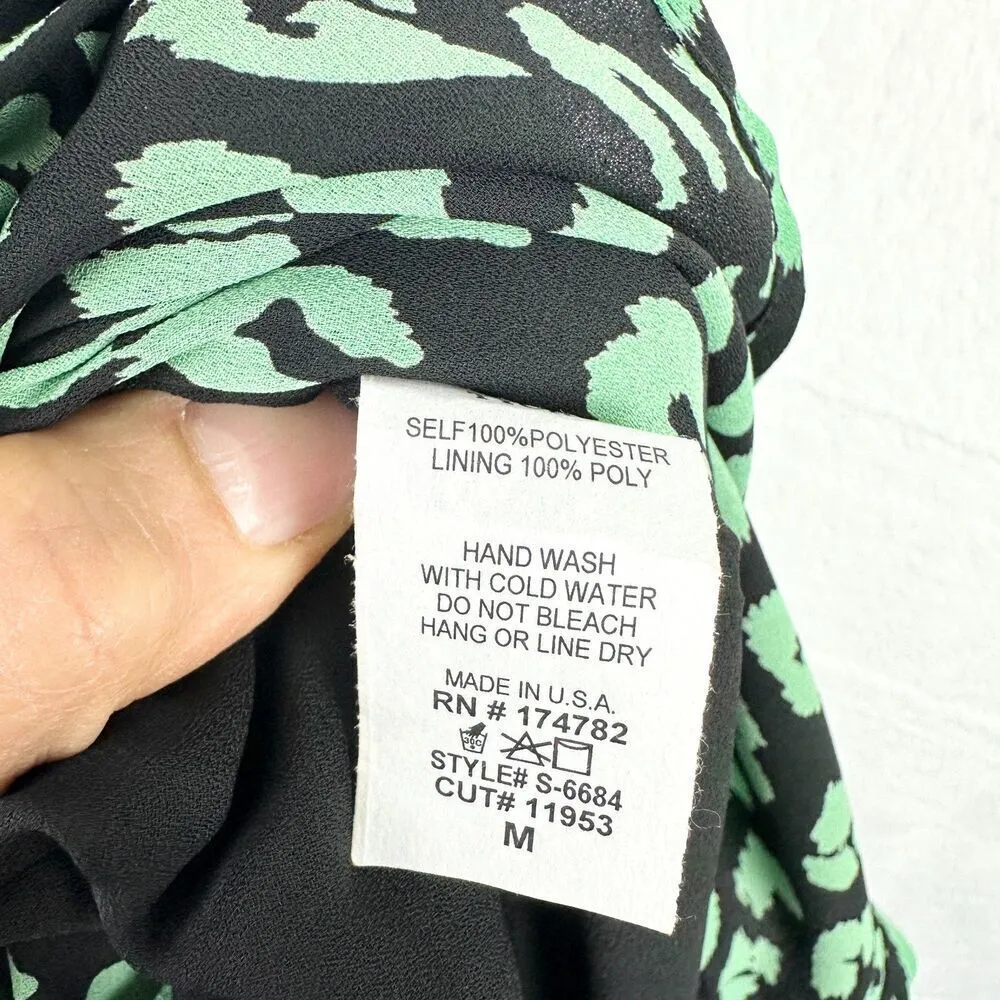 SELF100%POLYESTER
LINING 100% POLY
HAND WASH
WITH COLD WATER
DO NOT BLEACH
HANG OR LINE DRY
MADE IN U.S.A.
RN # 174782
30C
STYLE# S-6684
CUT# 11953
M